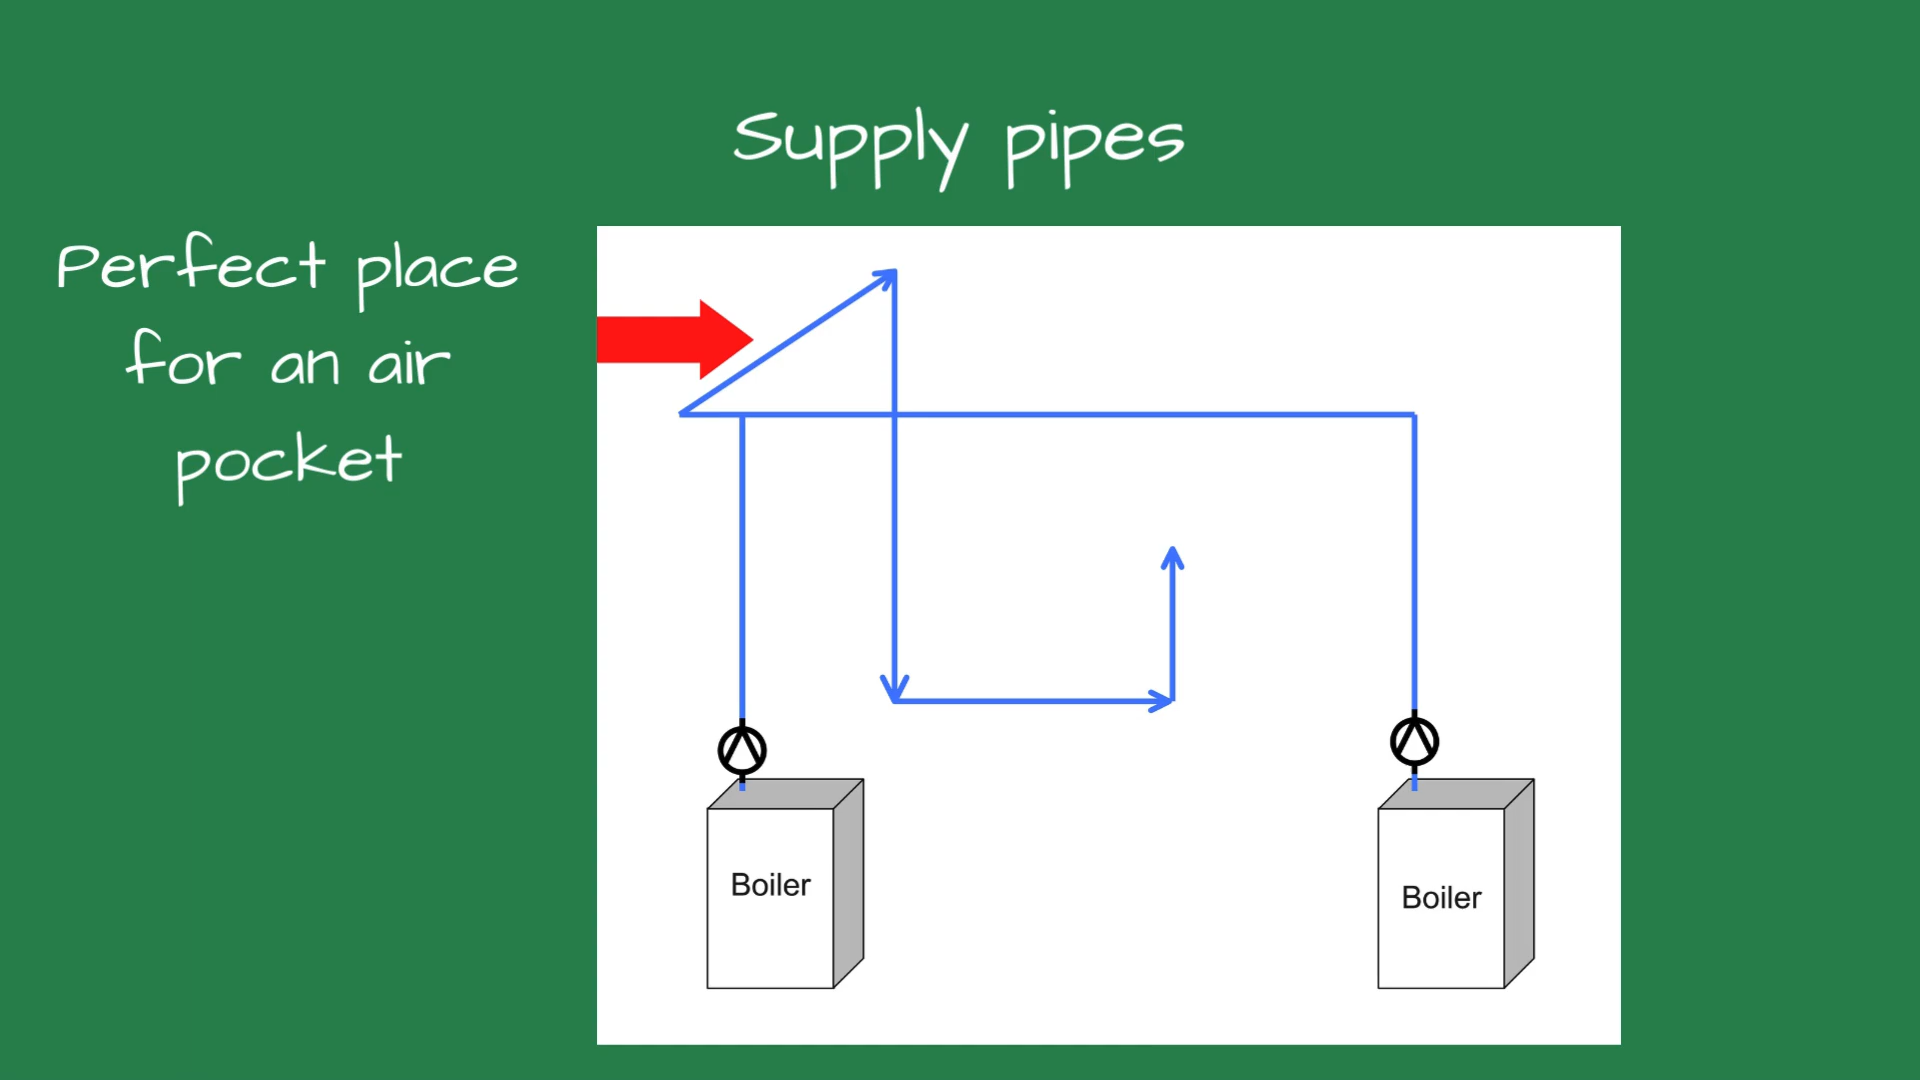 Supply pipes
Perfect place
for an air
pocket
Boiler
Boiler